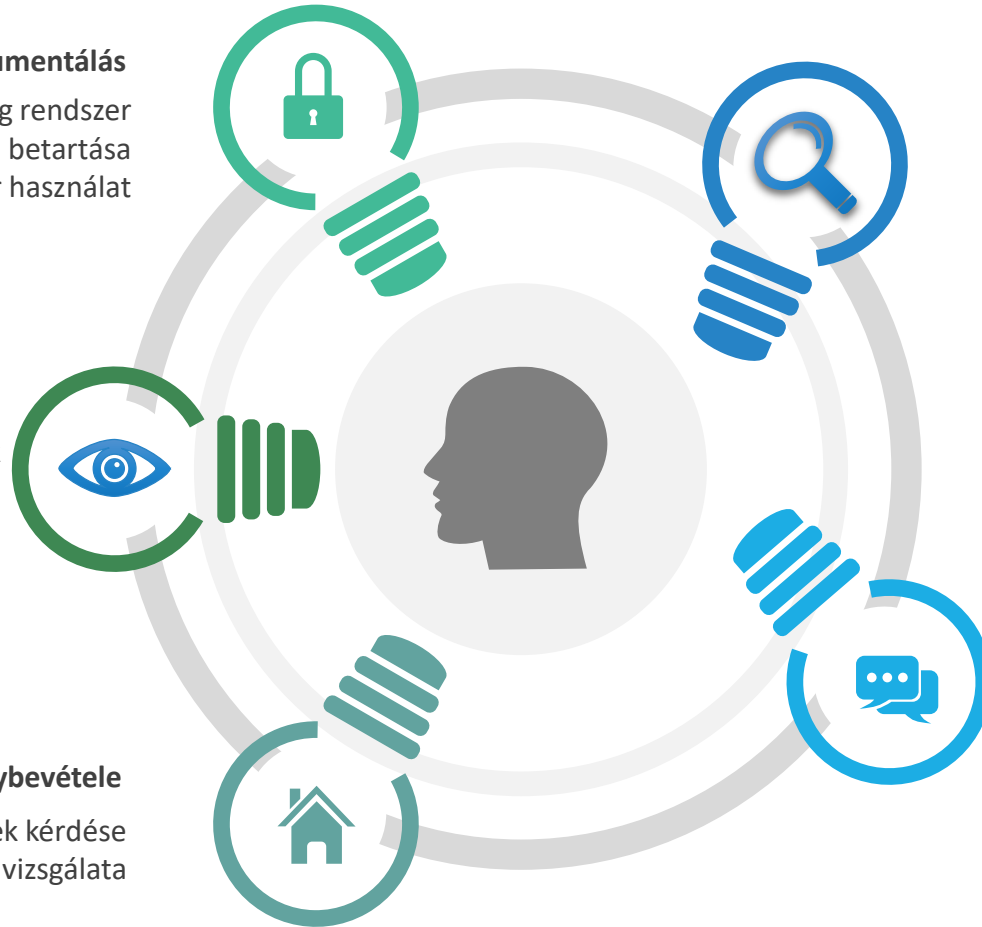 umentálás
g rendszer
betartása
r használat
ybevétele
ek kérdése
vizsgálata